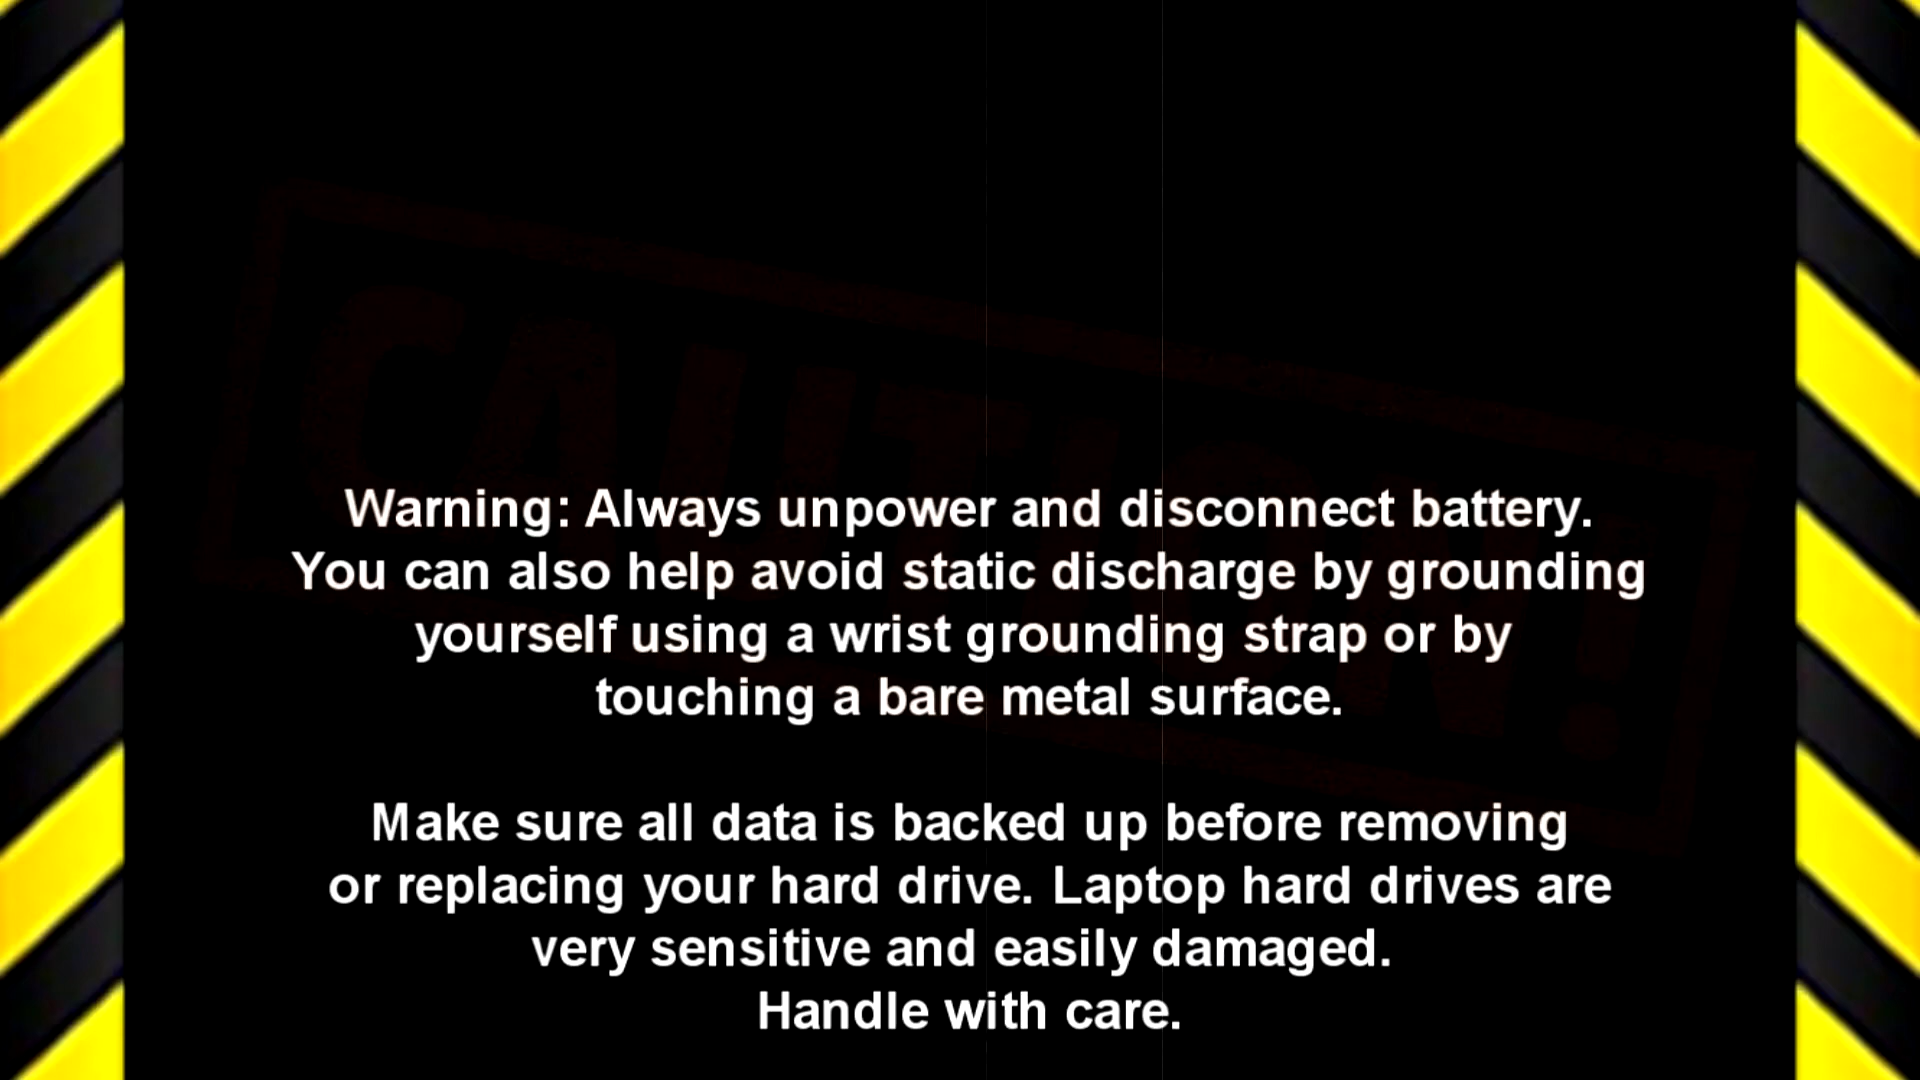 CAUTION!
Warning: Always unpower and disconnect battery.
You can also help avoid static discharge by grounding
yourself using a wrist grounding strap or by
touching a bare metal surface.
Make sure all data is backed up before removing
or replacing your hard drive. Laptop hard drives are
very sensitive and easily damaged.
Handle with care.